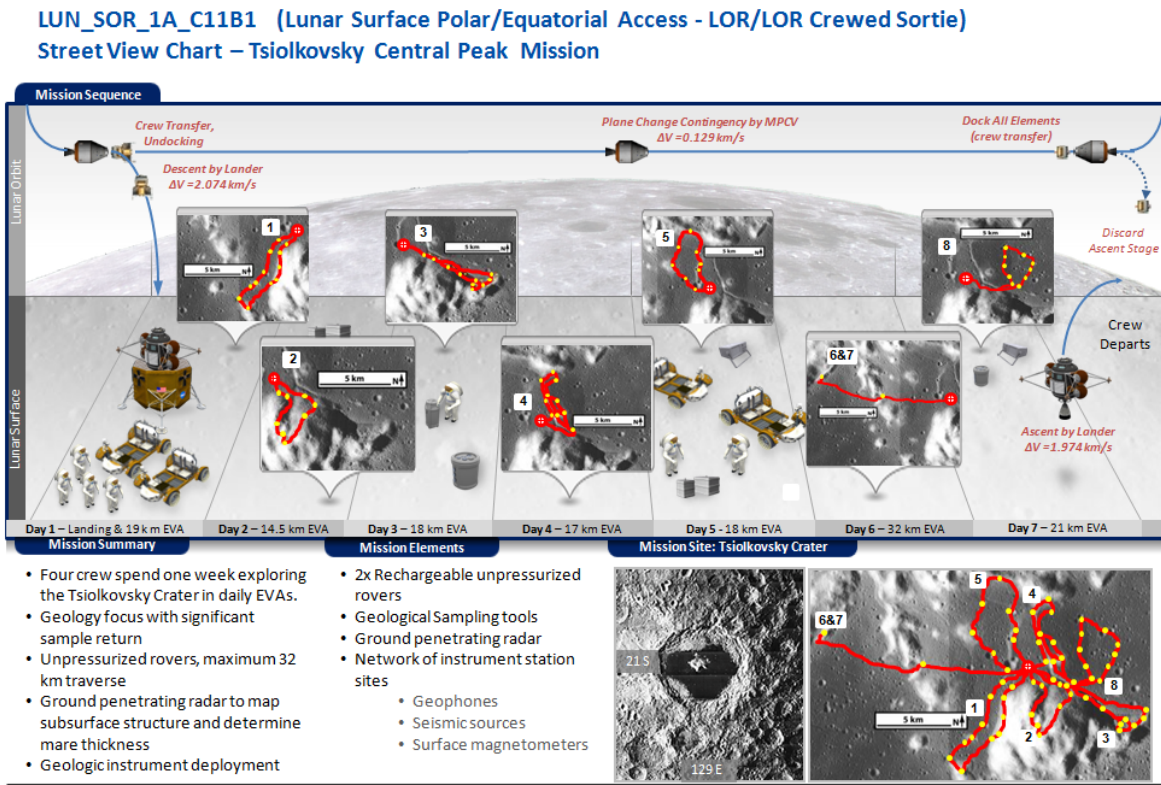 LUN_SOR_1A_C11B1 (Lunar Surface Polar/Equatorial Access - LOR/LOR Crewed Sortie)
Street View Chart – Tsiolkovsky Central Peak Mission
Mission Sequence
Lunar Orbit
Crew Transfer,
Undocking
Descent by Lander
ΔV =2.074 km/s
Plane Change Contingency by MPCV
ΔV =0.129 km/s
Dock All Elements
(crew transfer)
Discard
Ascent Stage
1
5 km
N
3
5 km
N
5
5 km
N
8
5 km
N
Lunar Surface
2
5 km
N
4
5 km
N
6&7
5 km
N
Crew
Departs
Ascent by Lander
ΔV =1.974 km/s
Day 1 – Landing & 19 km EVA
Day 2 – 14.5 km EVA
Day 3 – 18 km EVA
Day 4 – 17 km EVA
Day 5 - 18 km EVA
Day 6 – 32 km EVA
Day 7 – 21 km EVA
Mission Summary
• Four crew spend one week exploring
the Tsiolkovsky Crater in daily EVAs.
• Geology focus with significant
sample return
• Unpressurized rovers, maximum 32
km traverse
• Ground penetrating radar to map
subsurface structure and determine
mare thickness
• Geologic instrument deployment
Mission Elements
• 2x Rechargeable unpressurized
rovers
• Geological Sampling tools
• Ground penetrating radar
• Network of instrument station
sites
• Geophones
• Seismic sources
• Surface magnetometers
Mission Site: Tsiolkovsky Crater
21 S
129 E
5
4
6&7
8
1
5 km
N
2
3